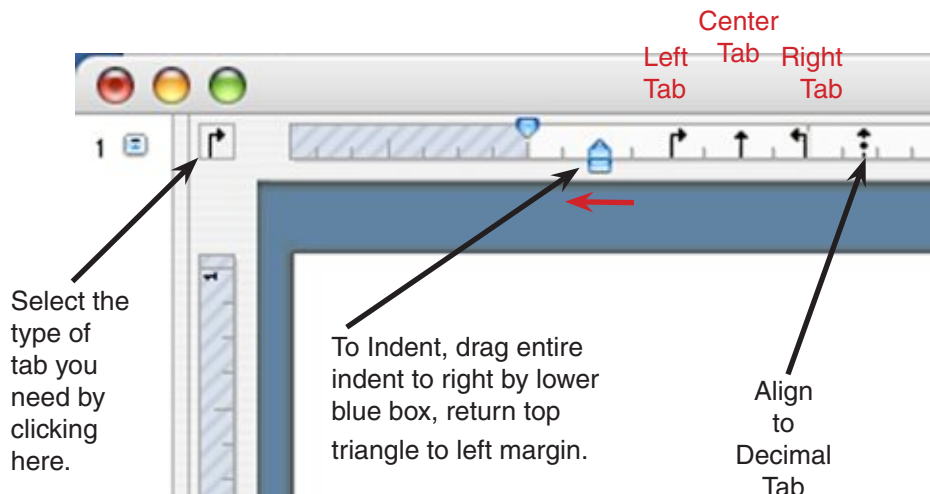 Center
Tab
Left
Tab
Right
Tab
1
1
Select the
type of
tab you
need by
clicking
here.
To Indent, drag entire
indent to right by lower
blue box, return top
triangle to left margin.
Align
to
Decimal
Tab